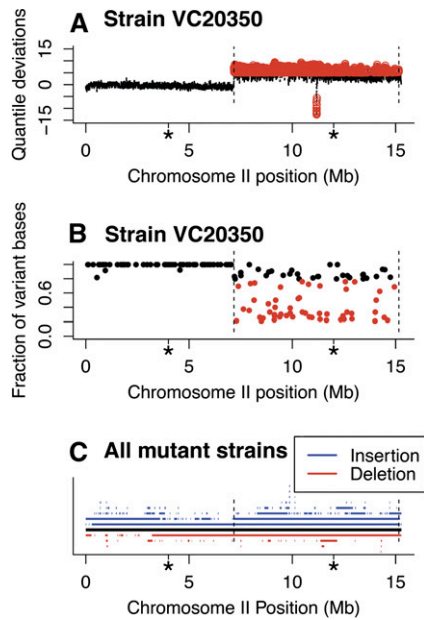 A Strain VC20350
Quantile deviations
15
5
−5
−15
* *
0 5 10 15
Chromosome II position (Mb)
B Strain VC20350
Fraction of variant bases
0.6
0.0
* *
0 5 10 15
Chromosome II position (Mb)
C All mutant strains
Insertion
Deletion
* *
0 5 10 15
Chromosome II Position (Mb)